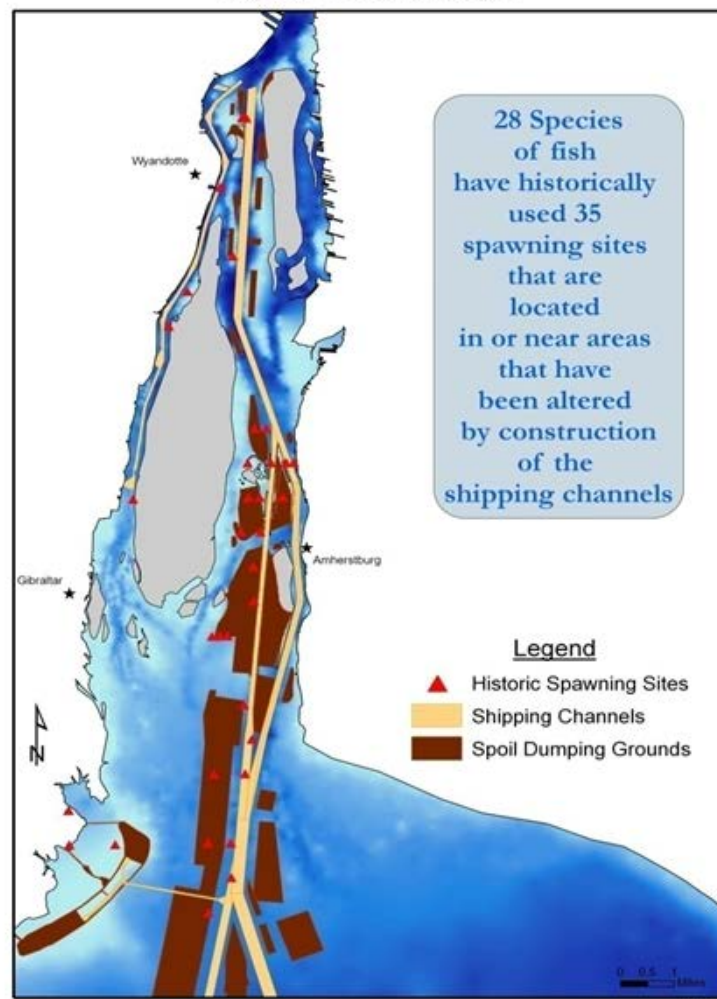 28 Species
of fish
have historically
used 35
spawning sites
that are
located
in or near areas
that have
been altered
by construction
of the
shipping channels
Wyandotte
Amherstburg
Gibraltar
Legend
Historic Spawning Sites
Shipping Channels
Spoil Dumping Grounds
N
0 0.5 1
Miles